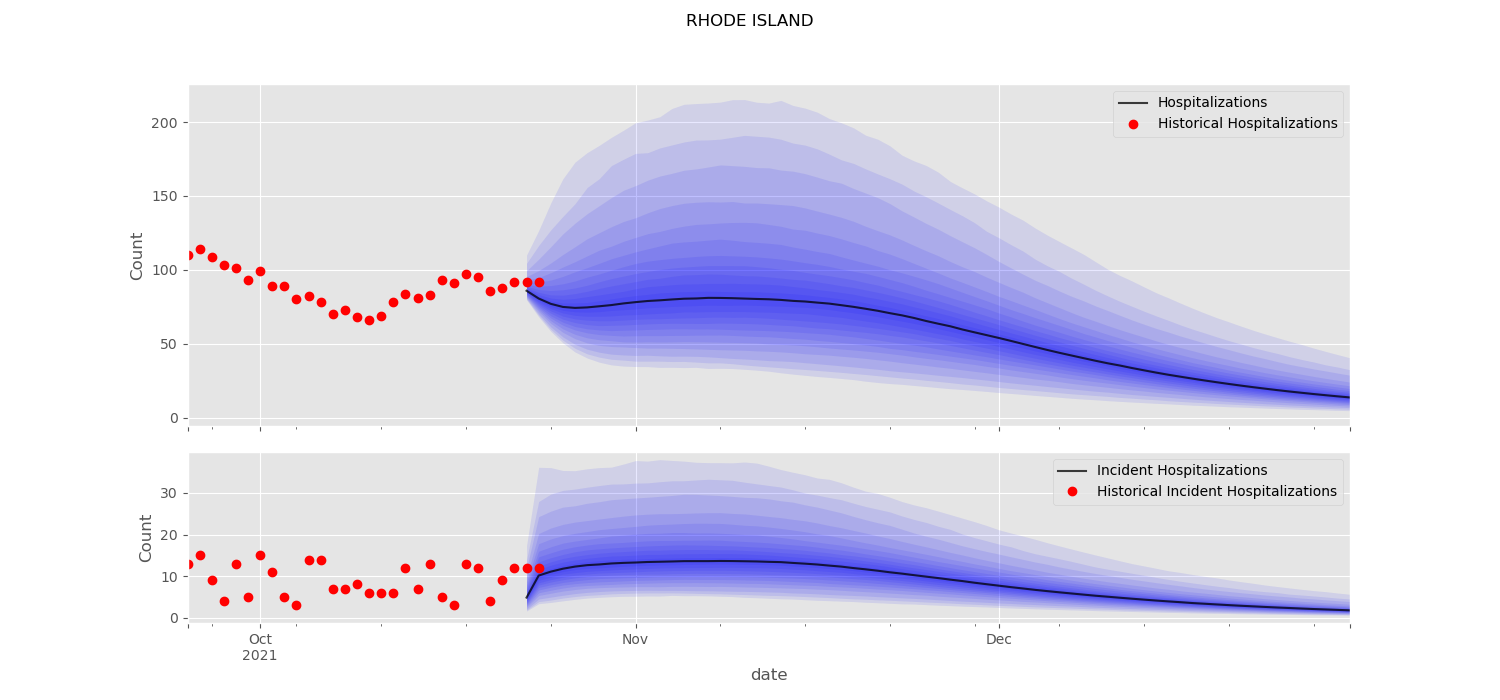 RHODE ISLAND
Hospitalizations
Historical Hospitalizations
200
150
100
50
0
Count
Incident Hospitalizations
Historical Incident Hospitalizations
30
20
10
0
Count
Oct
2021
Nov
Dec
date